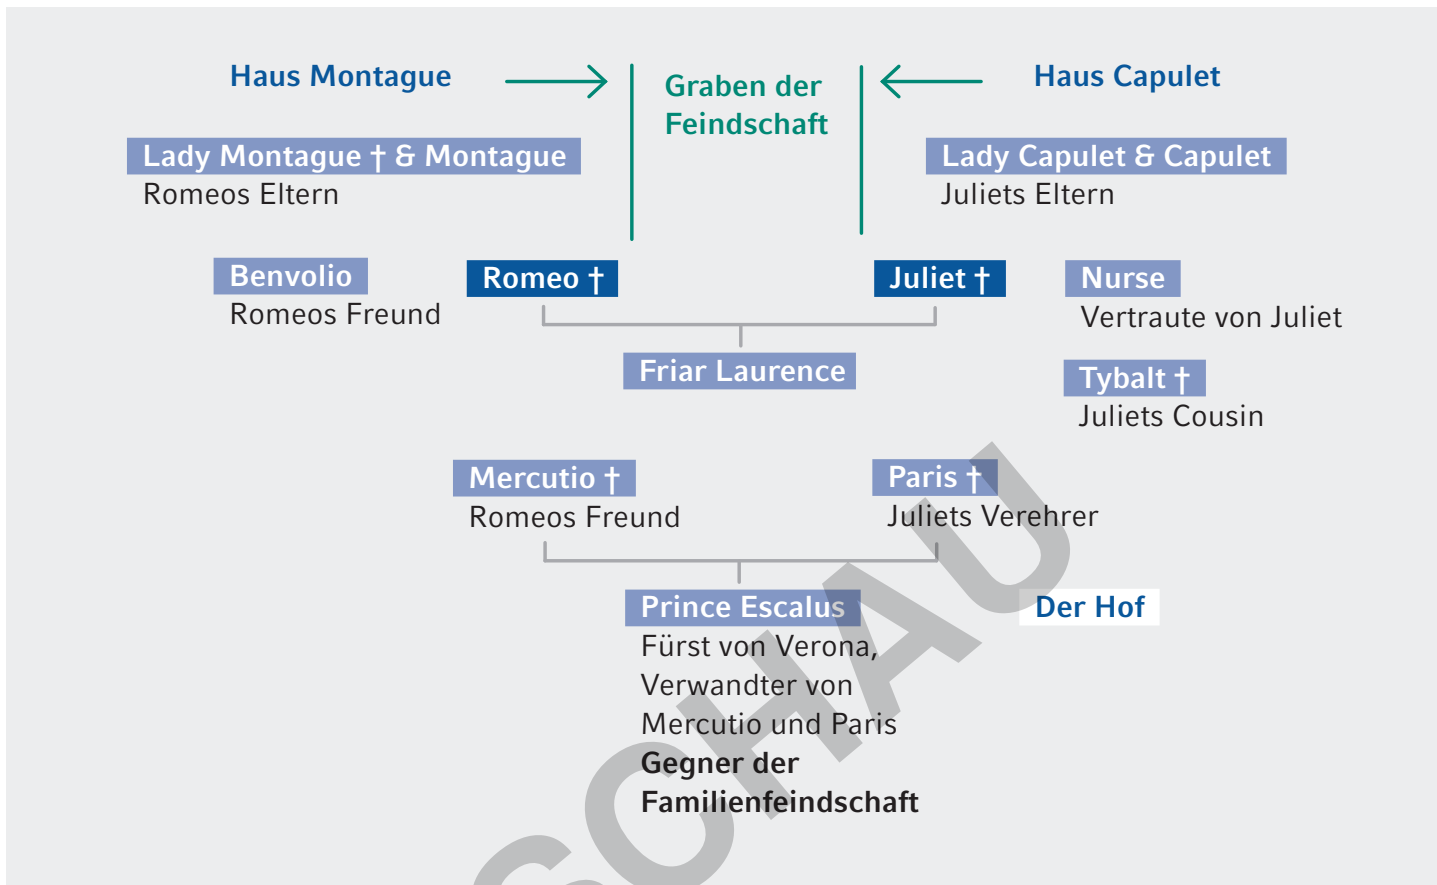 Haus Montague
Graben der
Feindschaft
Haus Capulet
Lady Montague † & Montague
Romeos Eltern
Lady Capulet & Capulet
Juliets Eltern
Benvolio
Romeos Freund
Romeo †
Juliet †
Nurse
Vertraute von Juliet
Friar Laurence
Tybalt †
Juliets Cousin
Mercutio †
Romeos Freund
Paris †
Juliets Verehrer
Prince Escalus
Der Hof
Fürst von Verona,
Verwandter von
Mercutio und Paris
Gegner der
Familienfeindschaft
SCHAU